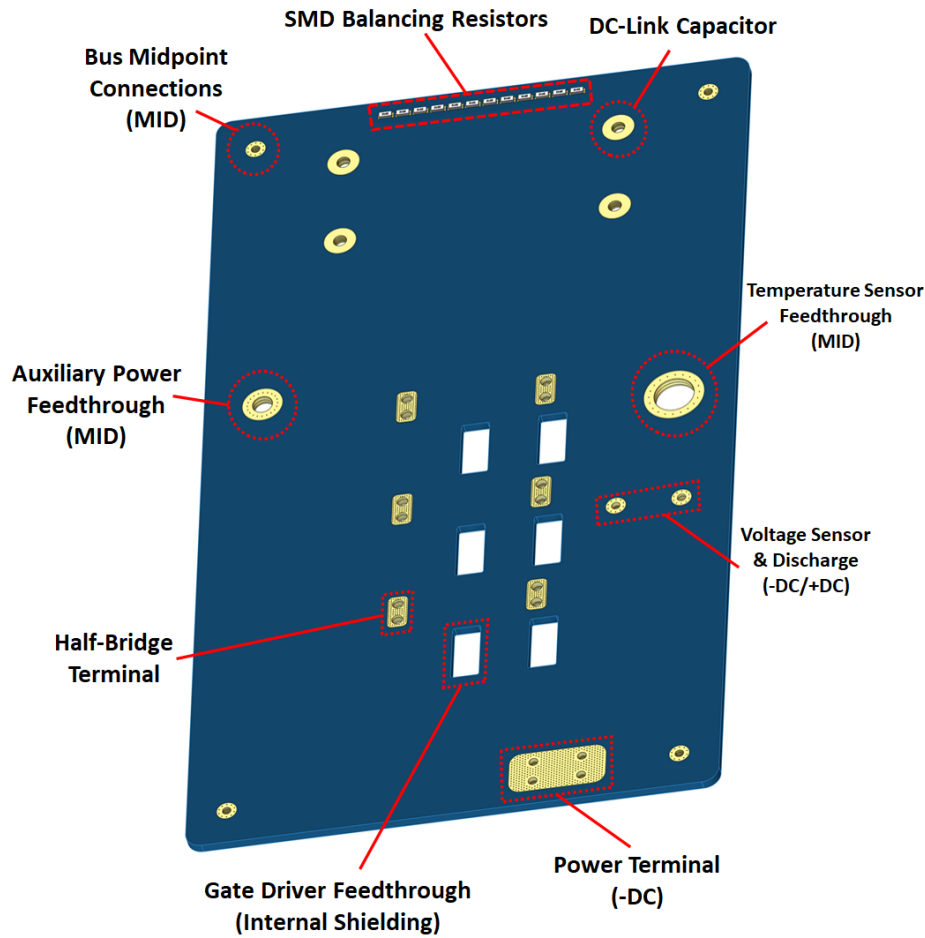 SMD Balancing Resistors
DC-Link Capacitor
Bus Midpoint
Connections
(MID)
Temperature Sensor
Feedthrough
(MID)
Auxiliary Power
Feedthrough
(MID)
Voltage Sensor
& Discharge
(-DC/+DC)
Half-Bridge
Terminal
Power Terminal
(-DC)
Gate Driver Feedthrough
(Internal Shielding)